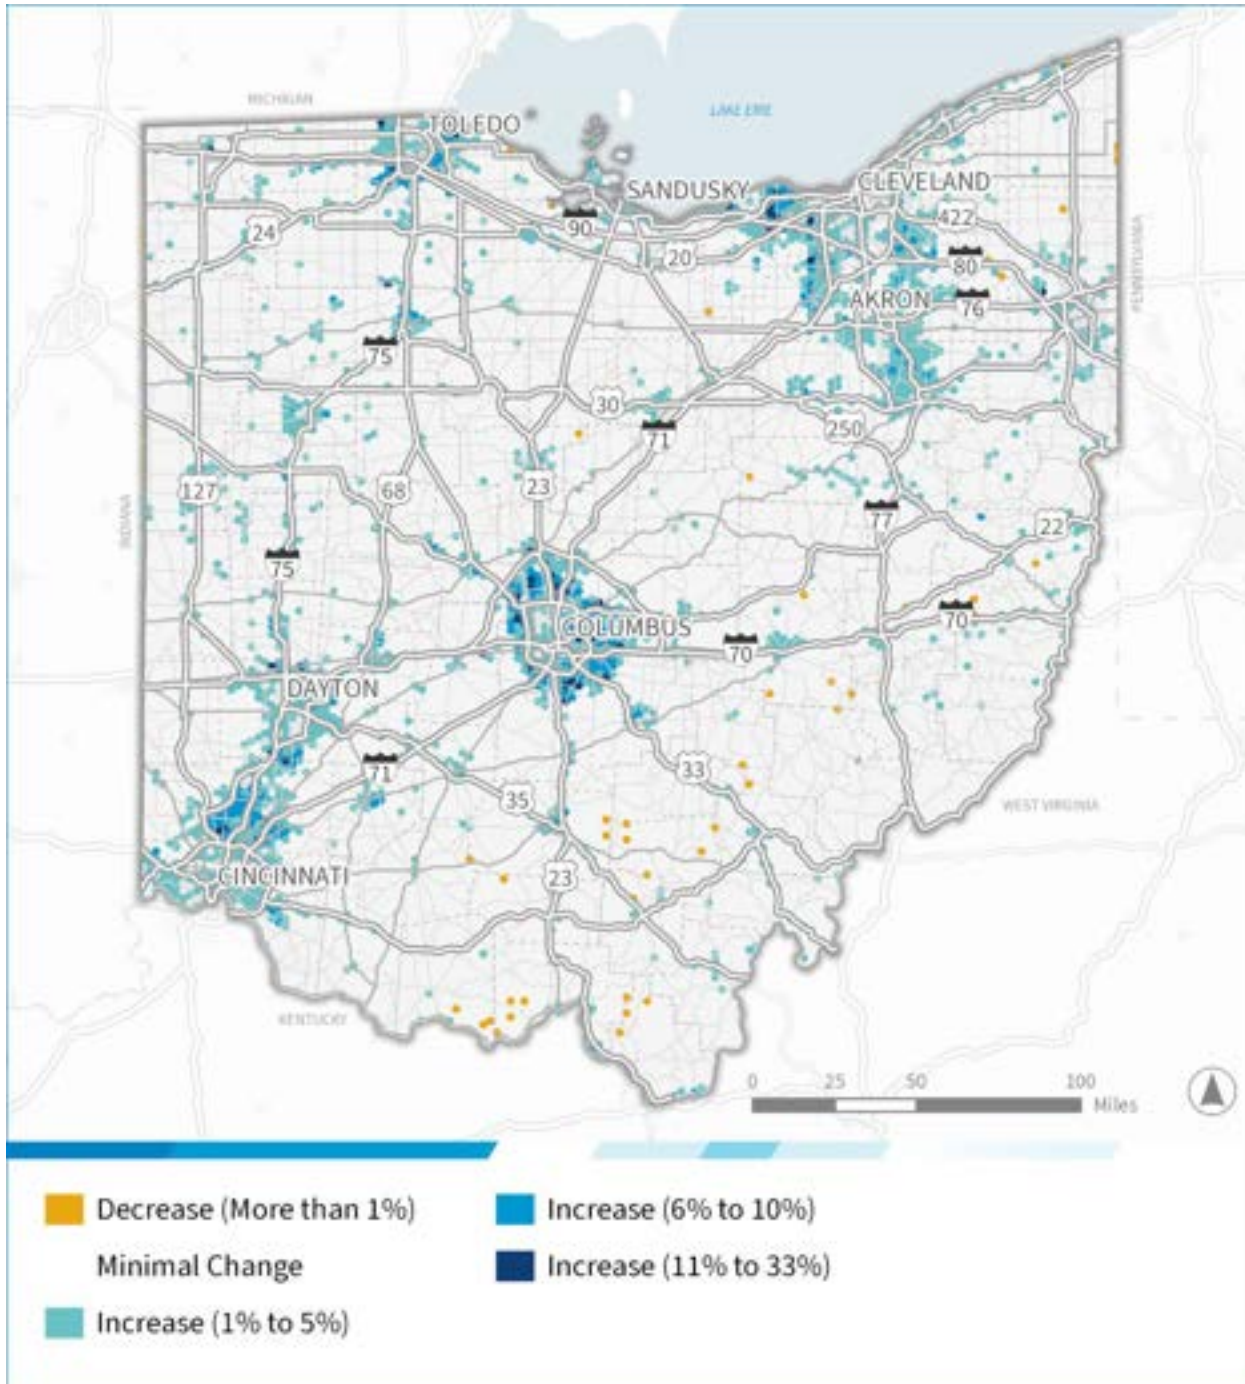 MICHIGAN
LAKE ERIE
TOLEDO
SANDUSKY
CLEVELAND
422
24
90
20
80
PENNSYLVANIA
AKRON
76
75
30
71
250
127
68
23
77
INDIANA
22
75
COLUMBUS
70
70
DAYTON
71
33
35
WEST VIRGINIA
CINCINNATI
23
KENTUCKY
0 25 50 100
Miles
Decrease (More than 1%)
Increase (6% to 10%)
Minimal Change
Increase (11% to 33%)
Increase (1% to 5%)